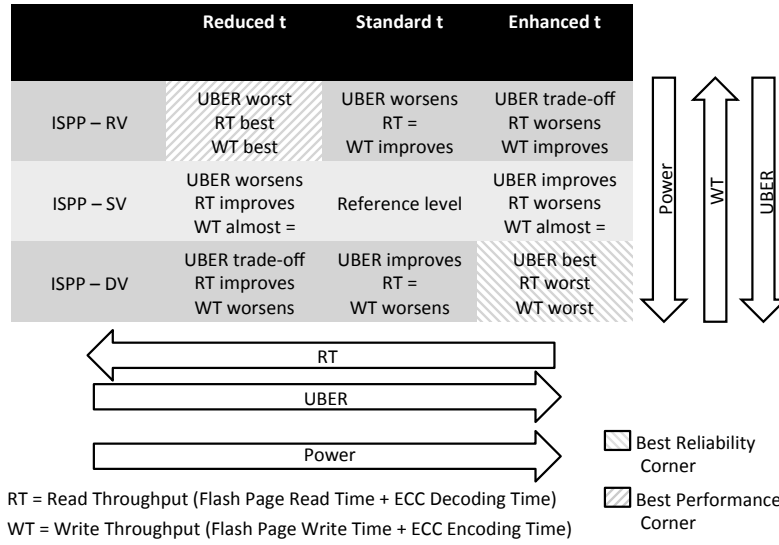 Reduced t Standard t Enhanced t
ISPP – RV
UBER worst
RT best
WT best
UBER worsens
RT =
WT improves
UBER trade-off
RT worsens
WT improves
ISPP – SV
UBER worsens
RT improves
WT almost =
Reference level
UBER improves
RT worsens
WT almost =
ISPP – DV
UBER trade-off
RT improves
WT worsens
UBER improves
RT =
WT worsens
UBER best
RT worst
WT worst
Power
WT
UBER
RT
UBER
Power
Best Reliability
Corner
Best Performance
Corner
RT = Read Throughput (Flash Page Read Time + ECC Decoding Time)
WT = Write Throughput (Flash Page Write Time + ECC Encoding Time)